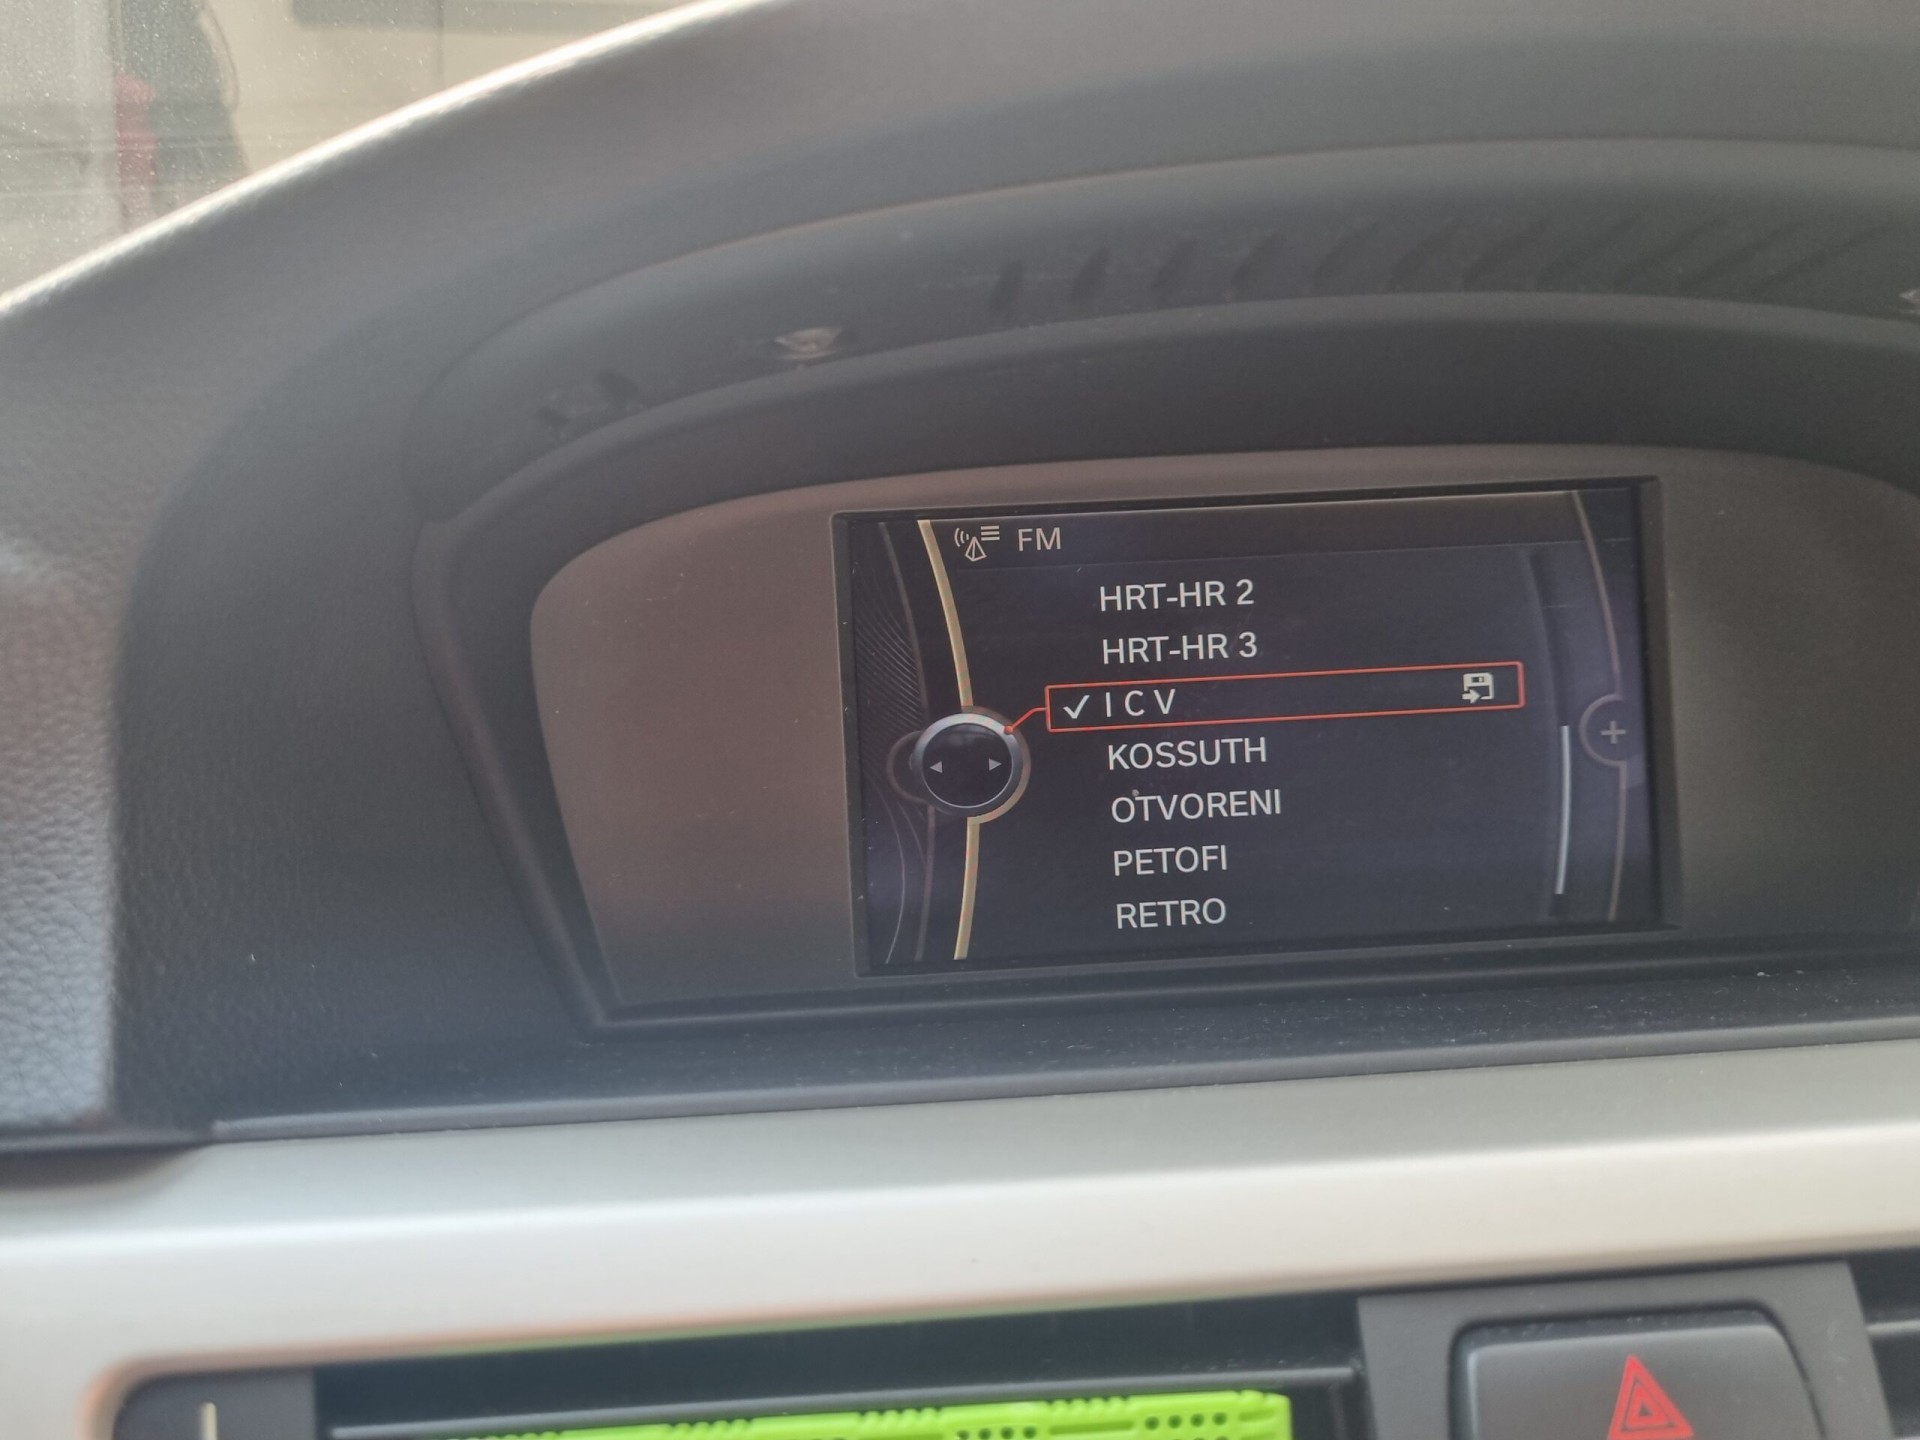 FM
HRT-HR 2
HRT-HR 3
I C V
KOSSUTH
OTVORENI
PETOFI
RETRO